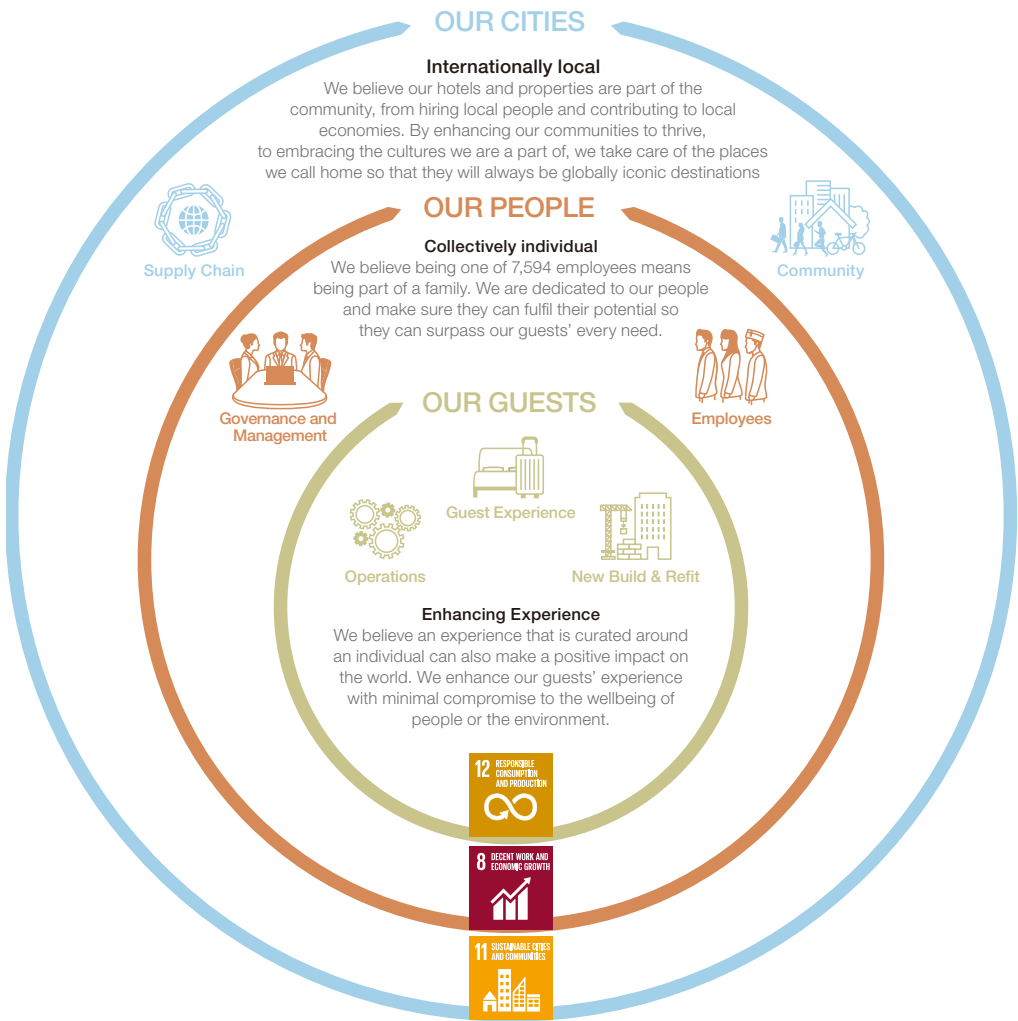 OUR CITIES
Internationally local
We believe our hotels and properties are part of the
community, from hiring local people and contributing to local
economies. By enhancing our communities to thrive,
to embracing the cultures we are a part of, we take care of the places
we call home so that they will always be globally iconic destinations
Supply Chain
Community
OUR PEOPLE
Collectively individual
We believe being one of 7,594 employees means
being part of a family. We are dedicated to our people
and make sure they can fulfil their potential so
they can surpass our guests' every need.
Governance and
Management
Employees
OUR GUESTS
Guest Experience
Operations
New Build & Refit
Enhancing Experience
We believe an experience that is curated around
an individual can also make a positive impact on
the world. We enhance our guests' experience
with minimal compromise to the wellbeing of
people or the environment.
12 RESPONSIBLE
CONSUMPTION
AND PRODUCTION
8 DECENT WORK AND
ECONOMIC GROWTH
11 SUSTAINABLE CITIES
AND COMMUNITIES